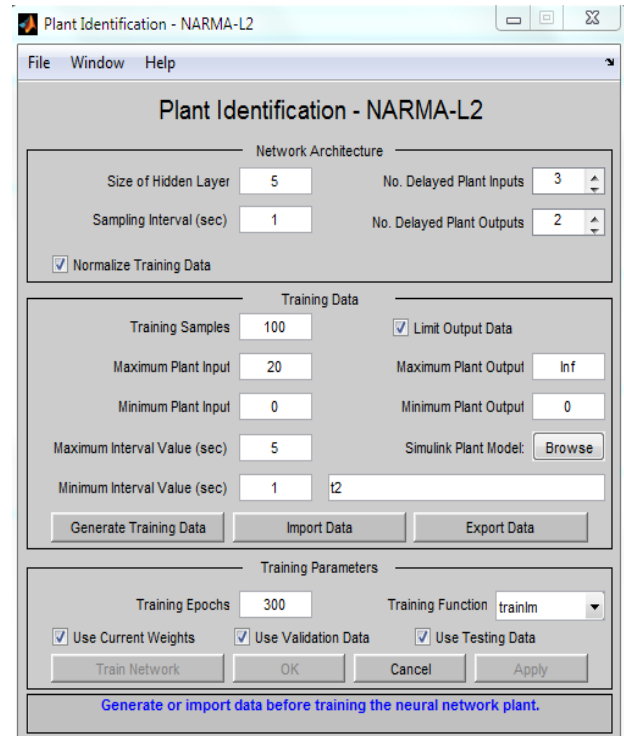 Plant Identification - NARMA-L2
File Window Help
Plant Identification - NARMA-L2
Network Architecture
Size of Hidden Layer 5 No. Delayed Plant Inputs 3
Sampling Interval (sec) 1 No. Delayed Plant Outputs 2
Normalize Training Data
Training Data
Training Samples 100 Limit Output Data
Maximum Plant Input 20 Maximum Plant Output Inf
Minimum Plant Input 0 Minimum Plant Output 0
Maximum Interval Value (sec) 5 Simulink Plant Model: Browse
Minimum Interval Value (sec) 1 t2
Generate Training Data Import Data Export Data
Training Parameters
Training Epochs 300 Training Function trainlm
Use Current Weights Use Validation Data Use Testing Data
Train Network OK Cancel Apply
Generate or import data before training the neural network plant.